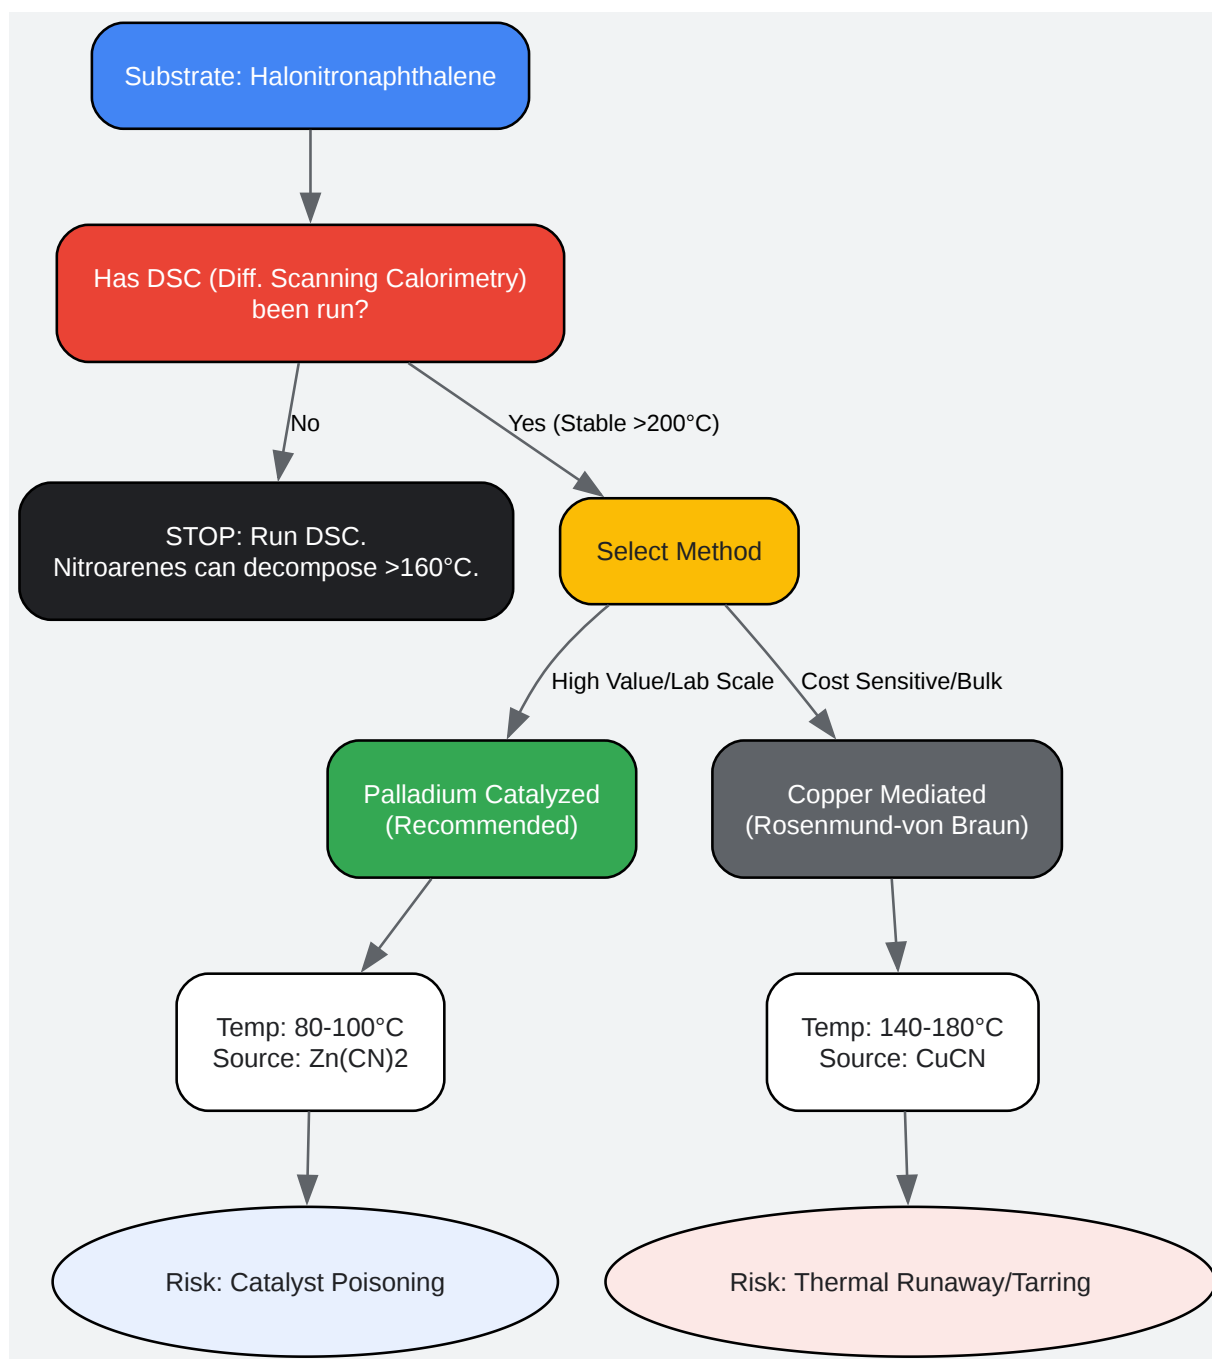 Substrate: Halonitronaphthalene
Has DSC (Diff. Scanning Calorimetry)
been run?
No
Yes (Stable >200°C)
STOP: Run DSC.
Nitroarenes can decompose >160°C.
Select Method
High Value/Lab Scale
Cost Sensitive/Bulk
Palladium Catalyzed
(Recommended)
Copper Mediated
(Rosenmund-von Braun)
Temp: 80-100°C
Source: Zn(CN)2
Temp: 140-180°C
Source: CuCN
Risk: Catalyst Poisoning
Risk: Thermal Runaway/Tarring